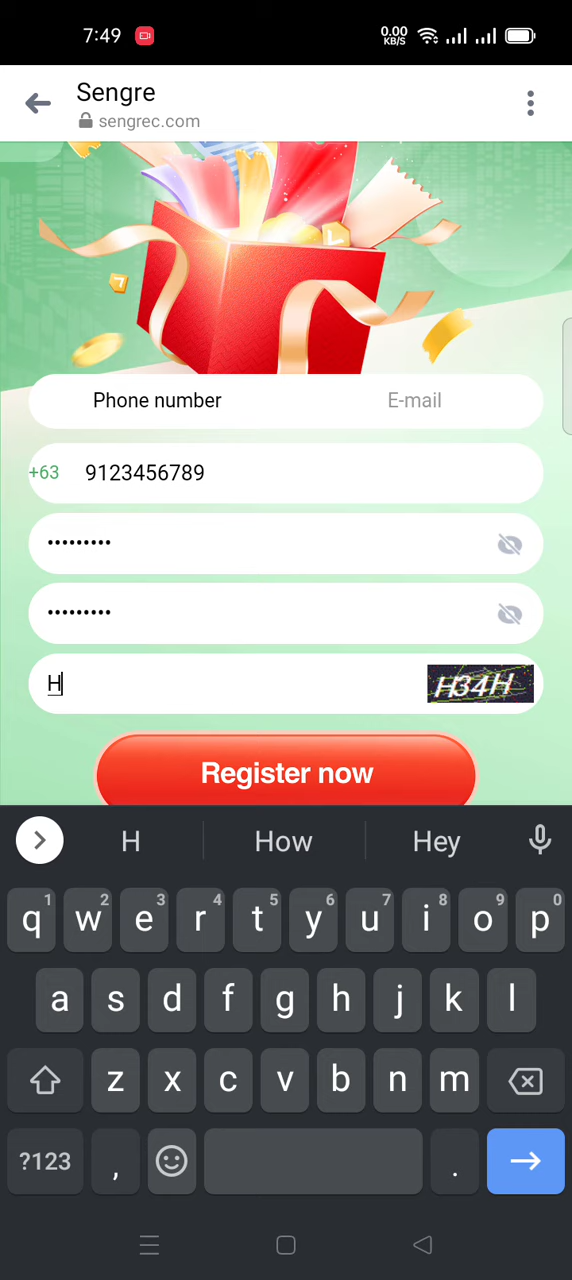 7:49
0.00
KB/S
Sengre
sengrec.com
Phone number E-mail
+63 9123456789
•••••••••
•••••••••
H H34H
Register now
H How Hey
1 2 3 4 5 6 7 8 9 0
q w e r t y u i o p
a s d f g h j k l
z x c v b n m
?123 , .